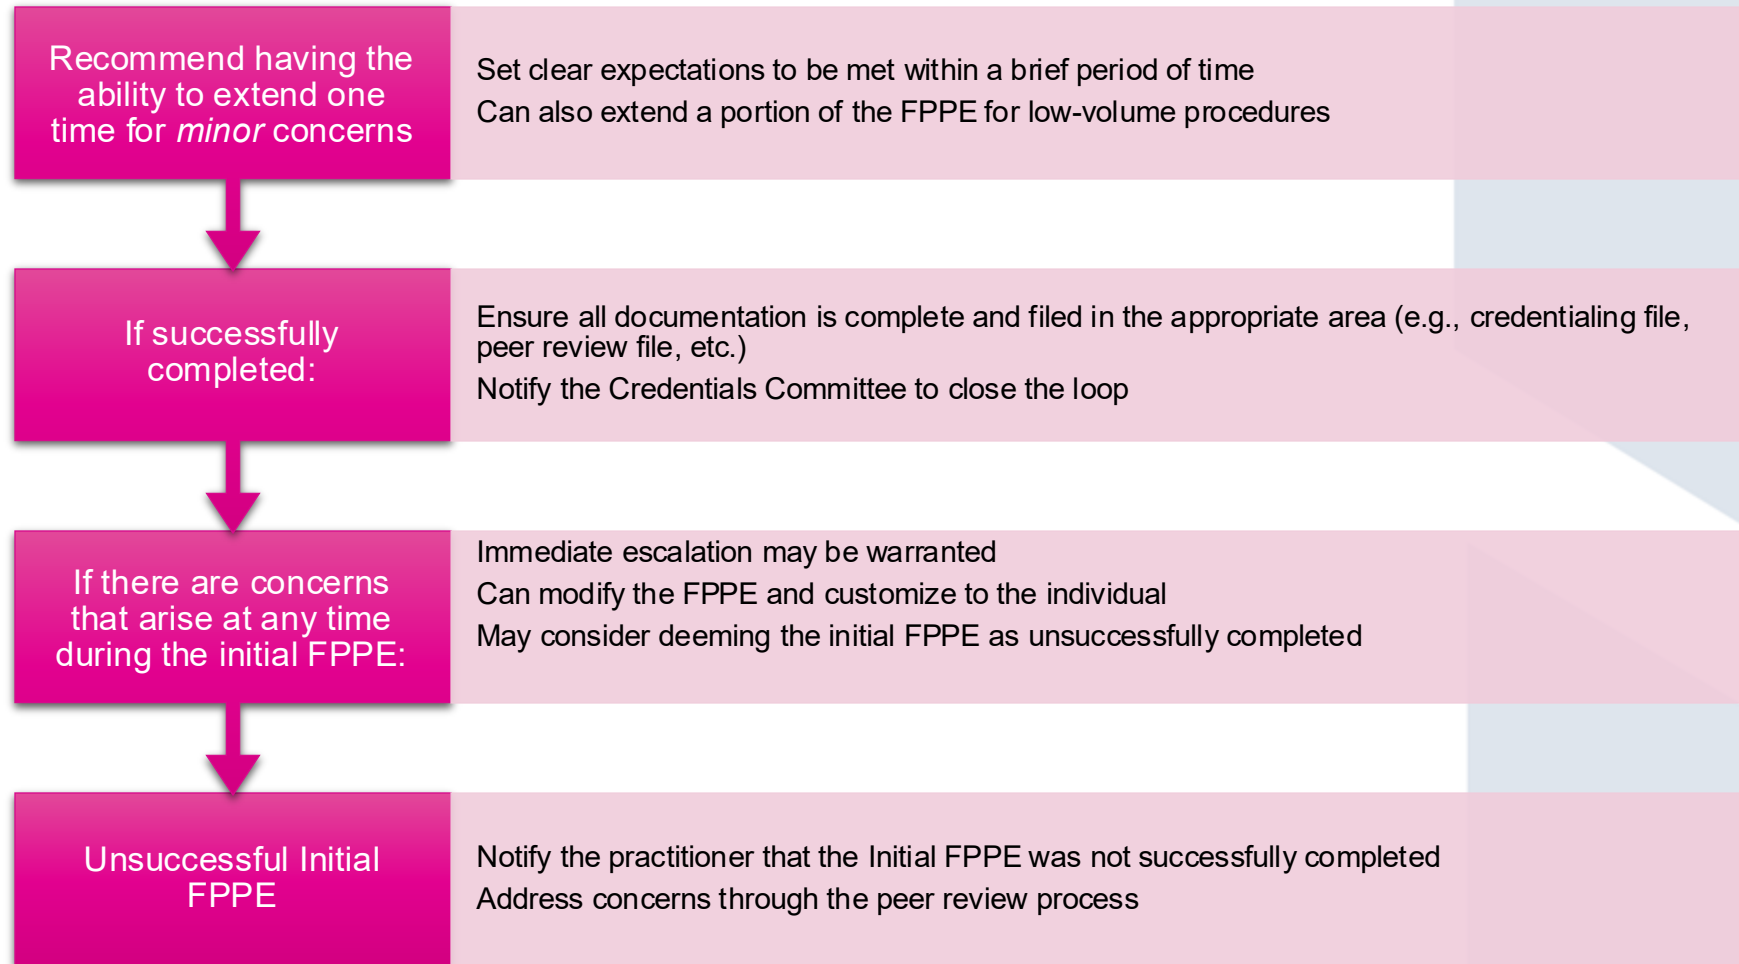 Recommend having the
ability to extend one
time for minor concerns
Set clear expectations to be met within a brief period of time
Can also extend a portion of the FPPE for low-volume procedures
If successfully
completed:
Ensure all documentation is complete and filed in the appropriate area (e.g., credentialing file,
peer review file, etc.)
Notify the Credentials Committee to close the loop
If there are concerns
that arise at any time
during the initial FPPE:
Immediate escalation may be warranted
Can modify the FPPE and customize to the individual
May consider deeming the initial FPPE as unsuccessfully completed
Unsuccessful Initial
FPPE
Notify the practitioner that the Initial FPPE was not successfully completed
Address concerns through the peer review process